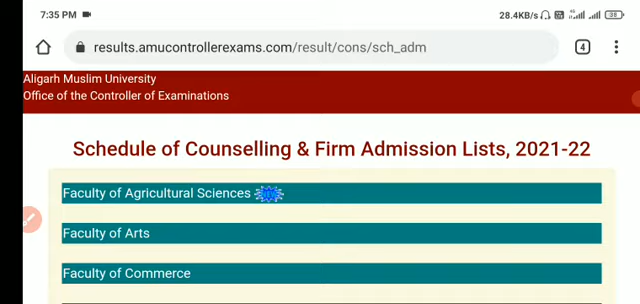 7:35 PM
28.4KB/s
4G
38
results.amucontrollerexams.com/result/cons/sch_adm
4
Aligarh Muslim University
Office of the Controller of Examinations
Schedule of Counselling & Firm Admission Lists, 2021-22
Faculty of Agricultural Sciences
Faculty of Arts
Faculty of Commerce